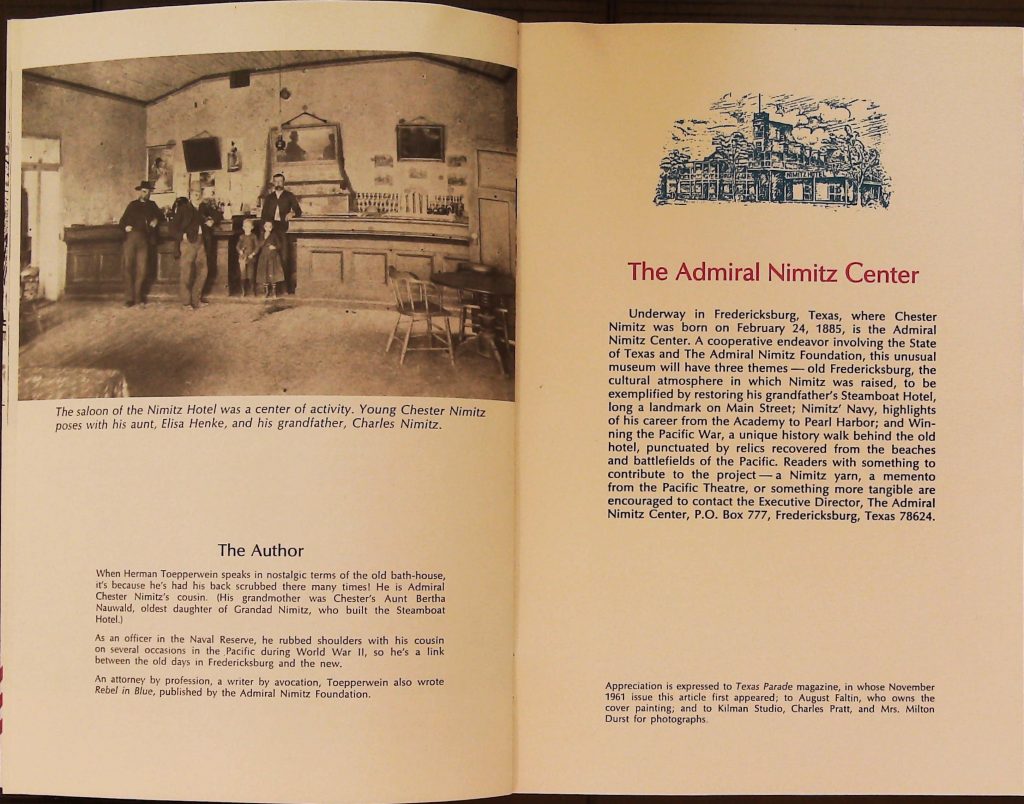 The saloon of the Nimitz Hotel was a center of activity. Young Chester Nimitz
poses with his aunt, Elisa Henke, and his grandfather, Charles Nimitz.
The Author
When Herman Toepperwein speaks in nostalgic terms of the old bath-house,
it's because he's had his back scrubbed there many times! He is Admiral
Chester Nimitz's cousin. (His grandmother was Chester's Aunt Bertha
Nauwald, oldest daughter of Grandad Nimitz, who built the Steamboat
Hotel.)
As an officer in the Naval Reserve, he rubbed shoulders with his cousin
on several occasions in the Pacific during World War II, so he's a link
between the old days in Fredericksburg and the new.
An attorney by profession, a writer by avocation, Toepperwein also wrote
Rebel in Blue, published by the Admiral Nimitz Foundation.
NIMITZ HOTEL
The Admiral Nimitz Center
Underway in Fredericksburg, Texas, where Chester
Nimitz was born on February 24, 1885, is the Admiral
Nimitz Center. A cooperative endeavor involving the State
of Texas and The Admiral Nimitz Foundation, this unusual
museum will have three themes — old Fredericksburg, the
cultural atmosphere in which Nimitz was raised, to be
exemplified by restoring his grandfather's Steamboat Hotel,
long a landmark on Main Street; Nimitz' Navy, highlights
of his career from the Academy to Pearl Harbor; and Win-
ning the Pacific War, a unique history walk behind the old
hotel, punctuated by relics recovered from the beaches
and battlefields of the Pacific. Readers with something to
contribute to the project — a Nimitz yarn, a memento
from the Pacific Theatre, or something more tangible are
encouraged to contact the Executive Director, The Admiral
Nimitz Center, P.O. Box 777, Fredericksburg, Texas 78624.
Appreciation is expressed to Texas Parade magazine, in whose November
1961 issue this article first appeared; to August Faltin, who owns the
cover painting; and to Kilman Studio, Charles Pratt, and Mrs. Milton
Durst for photographs.